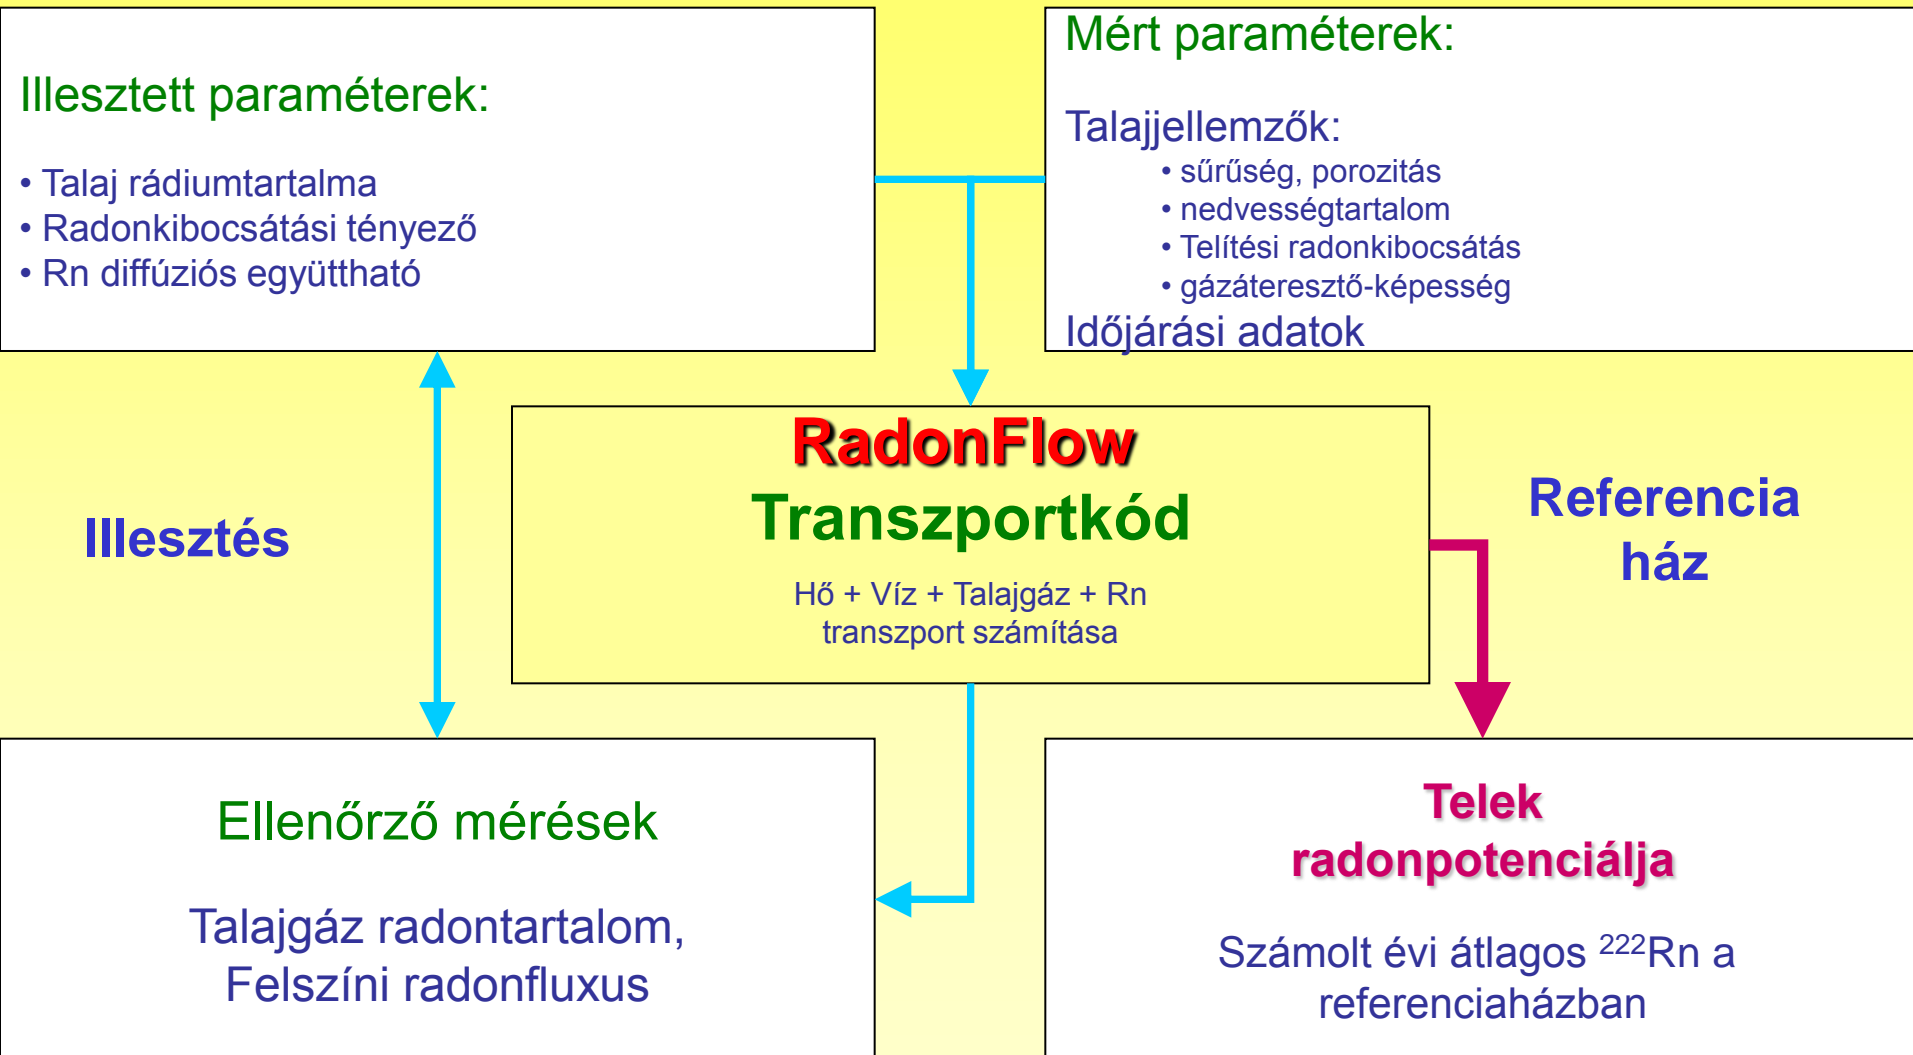 Illesztett paraméterek:
• Talaj rádiumtartalma
• Radonkibocsátási tényező
• Rn diffúziós együttható
Mért paraméterek:
Talajjellemzők:
• sűrűség, porozitás
• nedvességtartalom
• Telítési radonkibocsátás
• gázáteresztő-képesség
Időjárási adatok
Illesztés
RadonFlow
Transzportkód
Hő + Víz + Talajgáz + Rn
transzport számítása
Referencia
ház
Ellenőrző mérések
Talajgáz radontartalom,
Felszíni radonfluxus
Telek
radonpotenciálja
Számolt évi átlagos ²²²Rn a
referenciaházban